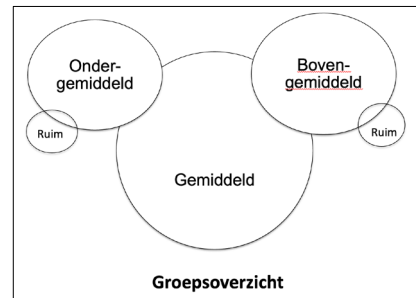 Onder-
gemiddeld
Boven-
gemiddeld
Ruim
Ruim
Gemiddeld
Groepsoverzicht